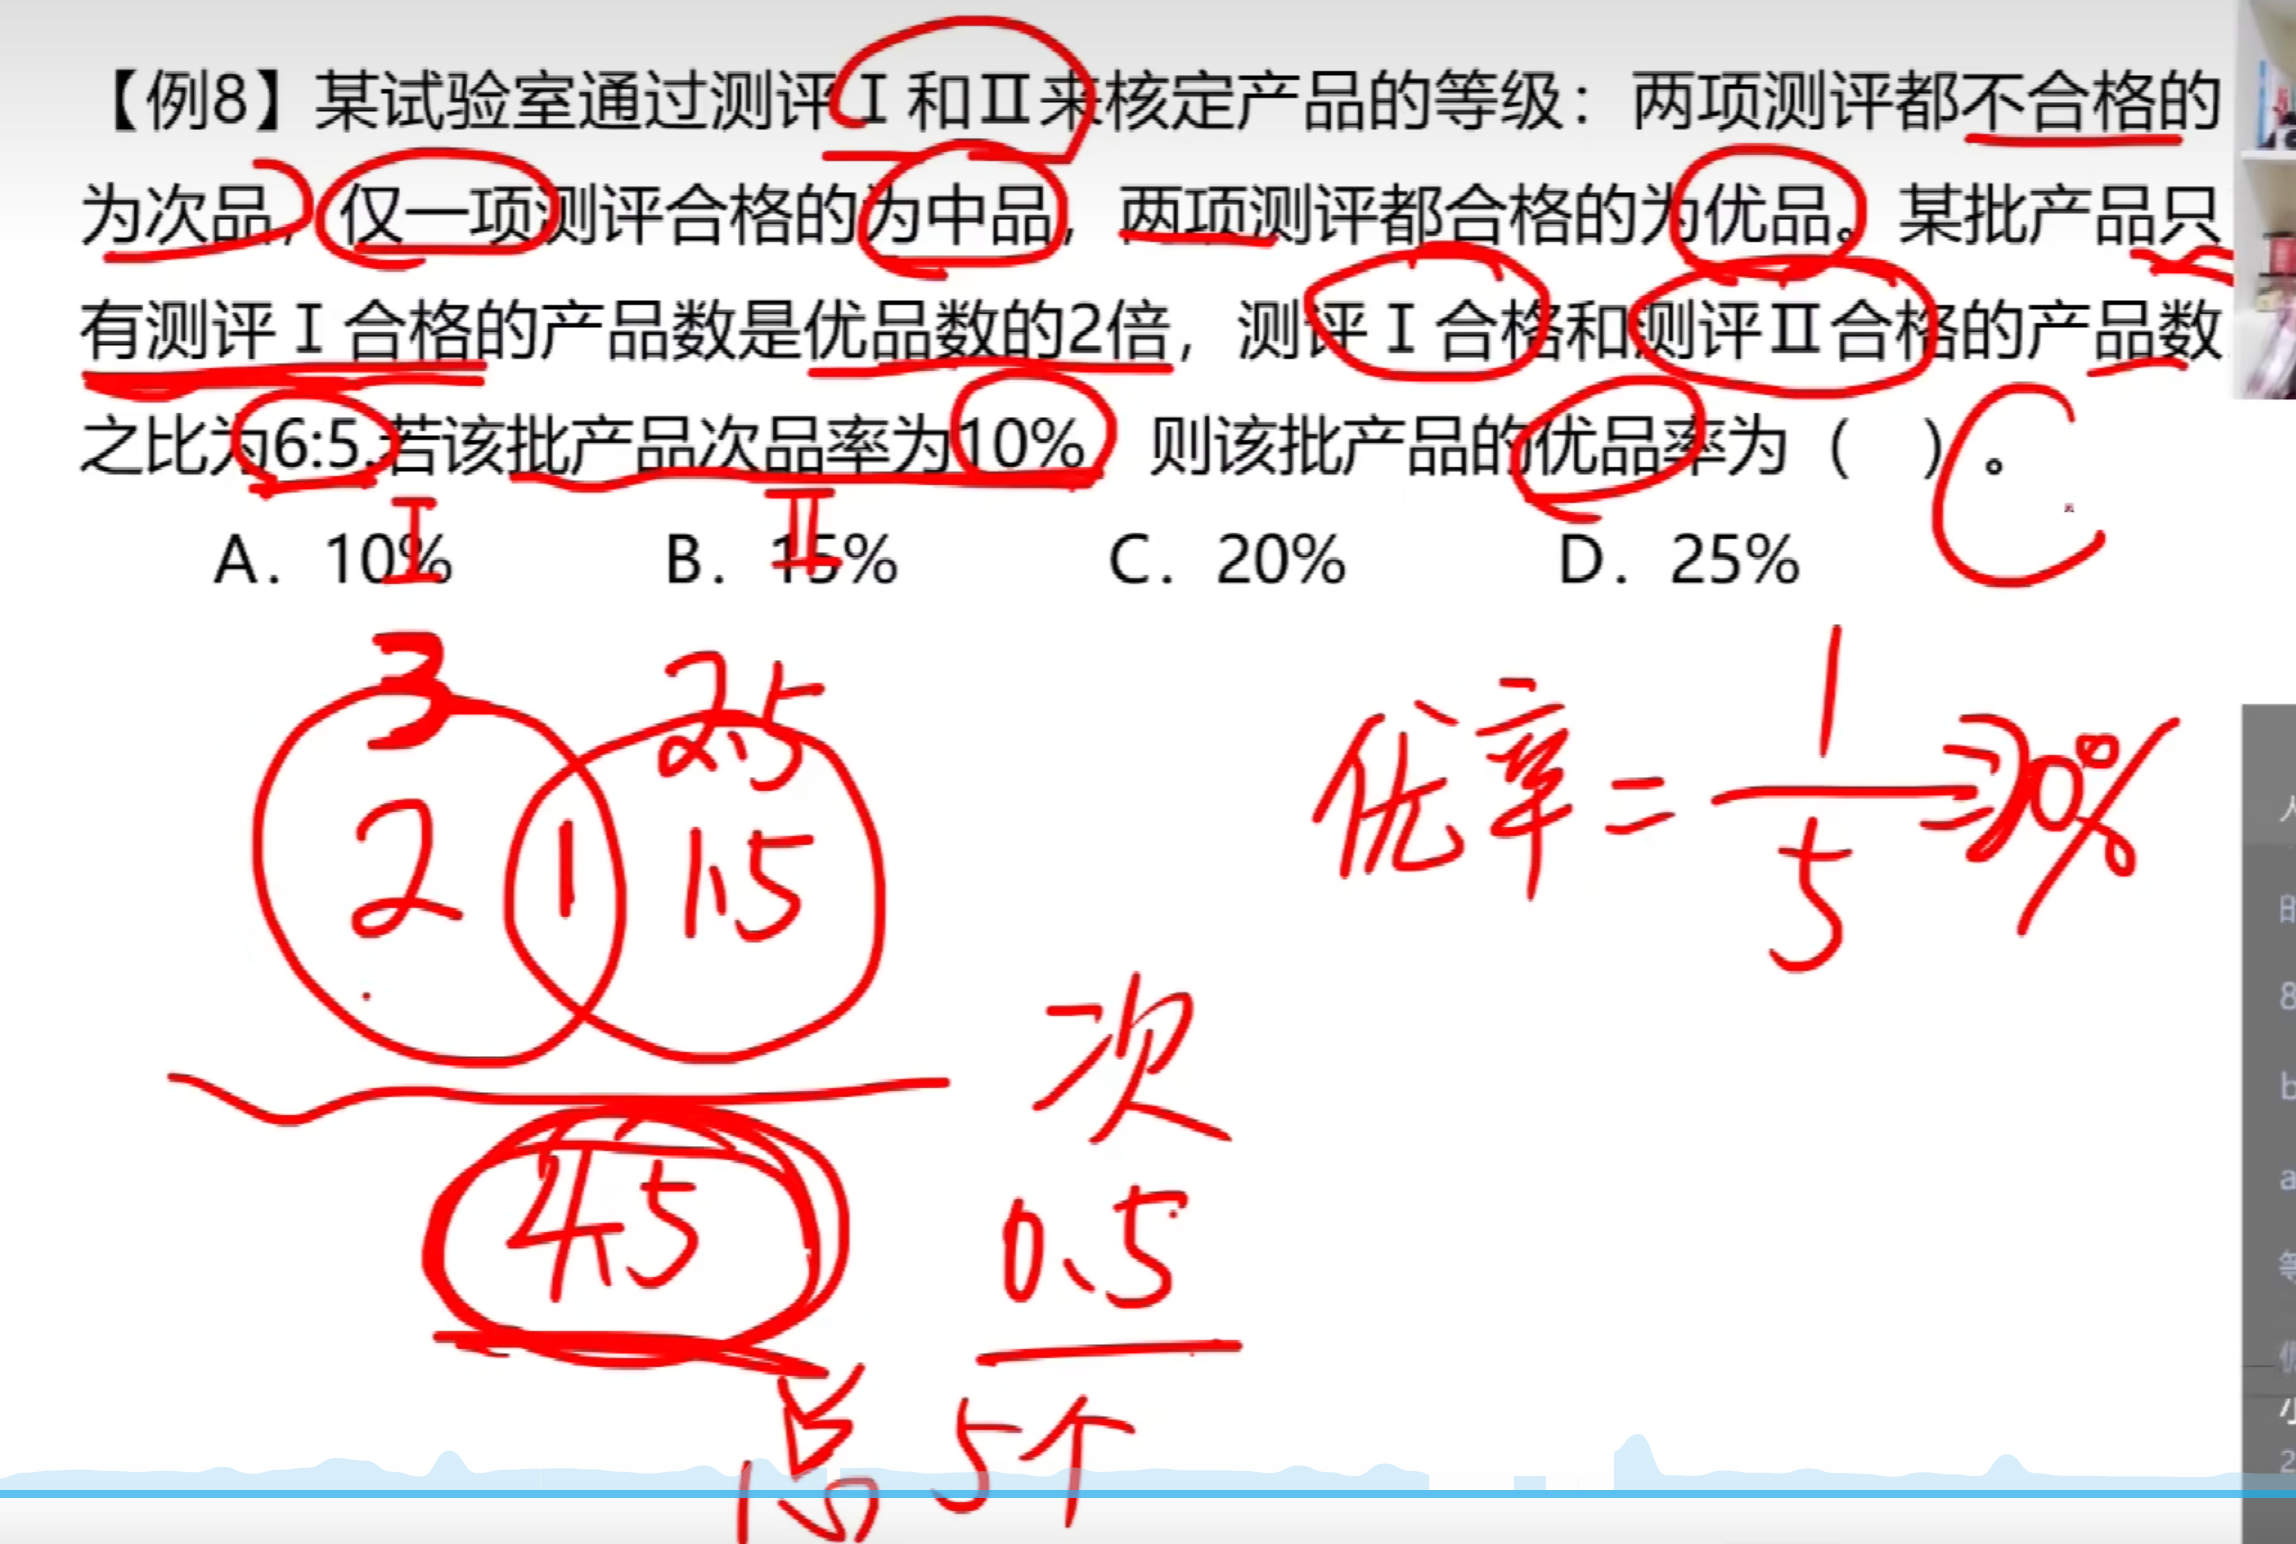 【例8】某试验室通过测评Ⅰ和Ⅱ来核定产品的等级：两项测评都不合格的
为次品，仅一项测评合格的为中品，两项测评都合格的为优品。某批产品只
有测评Ⅰ合格的产品数是优品数的2倍，测评Ⅰ合格和测评Ⅱ合格的产品数
之比为6:5.若该批产品次品率为10%，则该批产品的优品率为（ ）。
C
A. 10% B. 15% C. 20% D. 25%
Ⅰ Ⅱ
3 2.5
2.5
2 1 1.5
优率=1/5 20%
次
4.5 0.5
总 5个